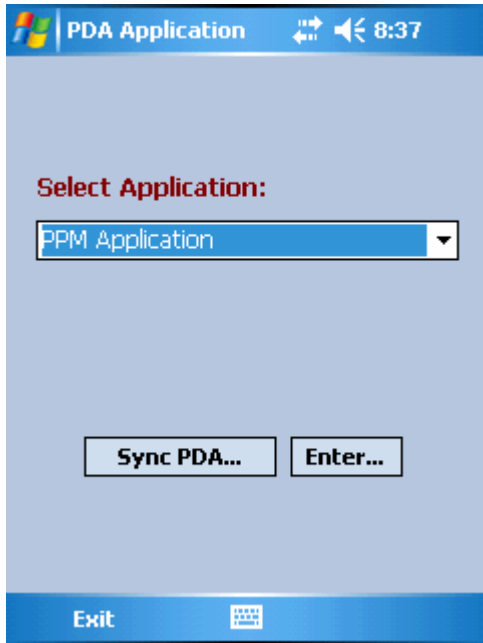 PDA Application 8:37
Select Application:
PPM Application
Sync PDA... Enter...
Exit